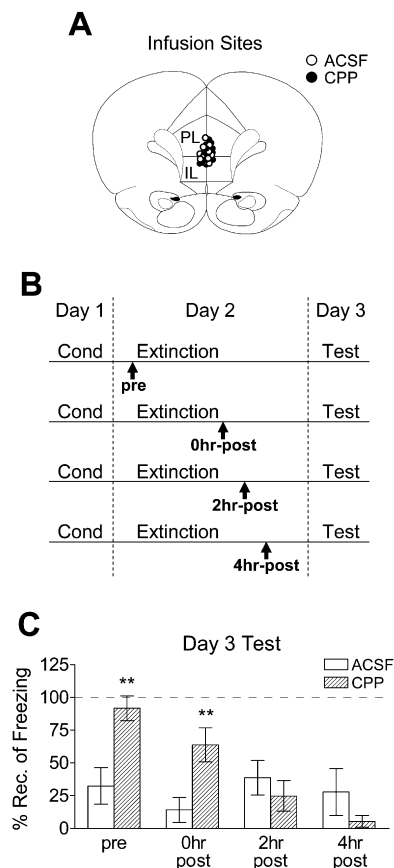 A
Infusion Sites
ACSF
CPP
PL
IL
B
Day 1 Day 2 Day 3
Cond Extinction Test
pre
Cond Extinction Test
0hr-post
Cond Extinction Test
2hr-post
Cond Extinction Test
4hr-post
C
Day 3 Test
ACSF
CPP
% Rec. of Freezing
125
100
75
50
25
0
** **
pre 0hr post 2hr post 4hr post